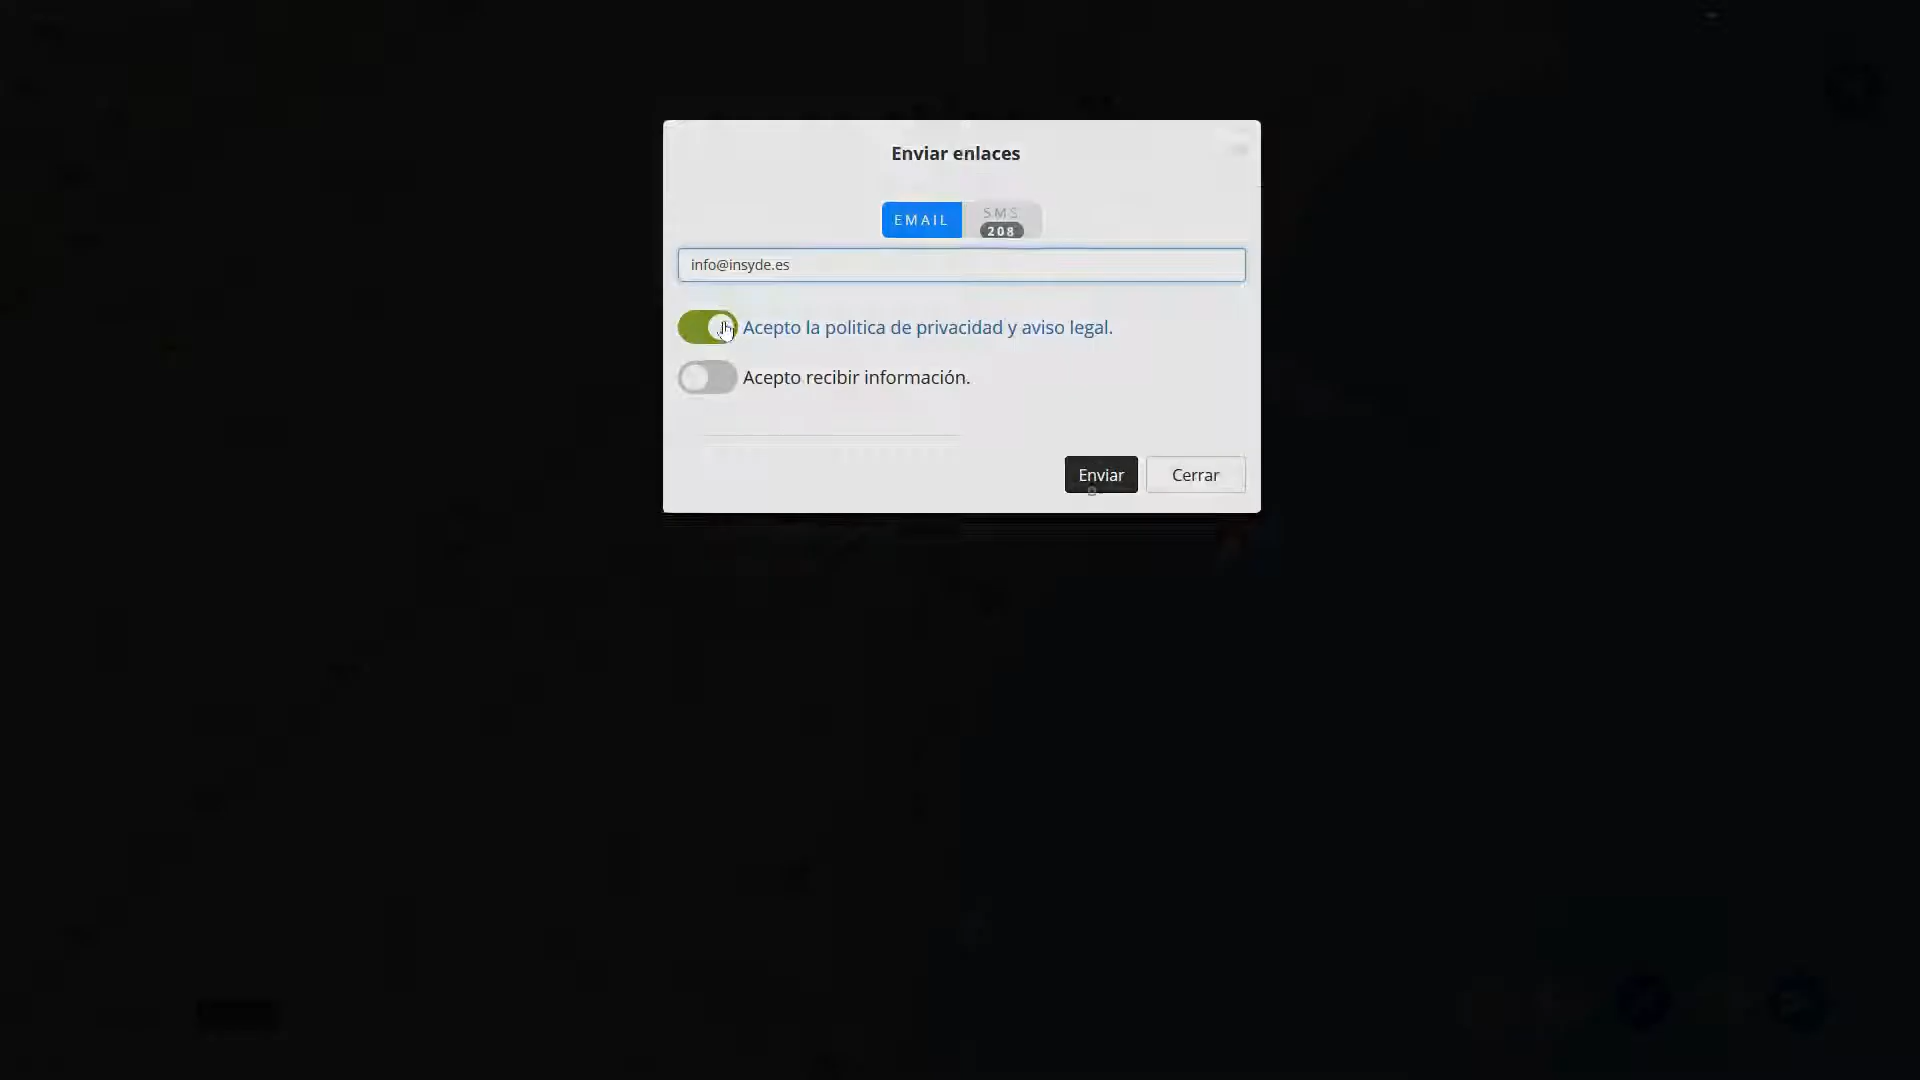 Enviar enlaces
EMAIL
SMS
208
info@insyde.es
Acepto la politica de privacidad y aviso legal.
Acepto recibir información.
Enviar
Cerrar